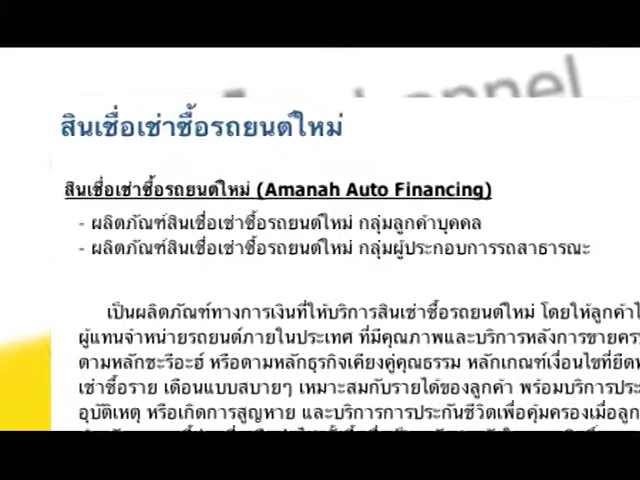 สินเชื่อเช่าซื้อรถยนต์ใหม่
สินเชื่อเช่าซื้อรถยนต์ใหม่ (Amanah Auto Financing)
- ผลิตภัณฑ์สินเชื่อเช่าซื้อรถยนต์ใหม่ กลุ่มลูกค้าบุคคล
- ผลิตภัณฑ์สินเชื่อเช่าซื้อรถยนต์ใหม่ กลุ่มผู้ประกอบการรถสาธารณะ
เป็นผลิตภัณฑ์ทางการเงินที่ให้บริการสินเชื่อเช่าซื้อรถยนต์ใหม่ โดยให้ลูกค้าไ
ผู้แทนจำหน่ายรถยนต์ภายในประเทศ ที่มีคุณภาพและบริการหลังการขายคร
ตามหลักชะรีอะฮ์ หรือตามหลักธุรกิจเคียงคู่คุณธรรม หลักเกณฑ์เงื่อนไขที่ยืดห
เช่าซื้อราย เดือนแบบสบายๆ เหมาะสมกับรายได้ของลูกค้า พร้อมบริการประ
อุบัติเหตุ หรือเกิดการสูญหาย และบริการการประกันชีวิตเพื่อคุ้มครองเมื่อลูก